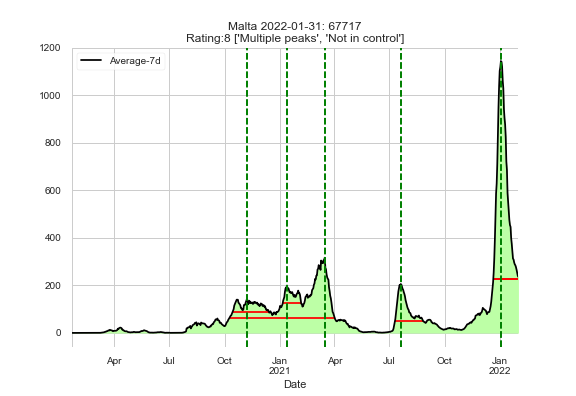 Malta 2022-01-31: 67717
Rating:8 ['Multiple peaks', 'Not in control']
Average-7d
1200
1000
800
600
400
200
0
Apr Jul Oct Jan Apr Jul Oct Jan
2021 2022
Date